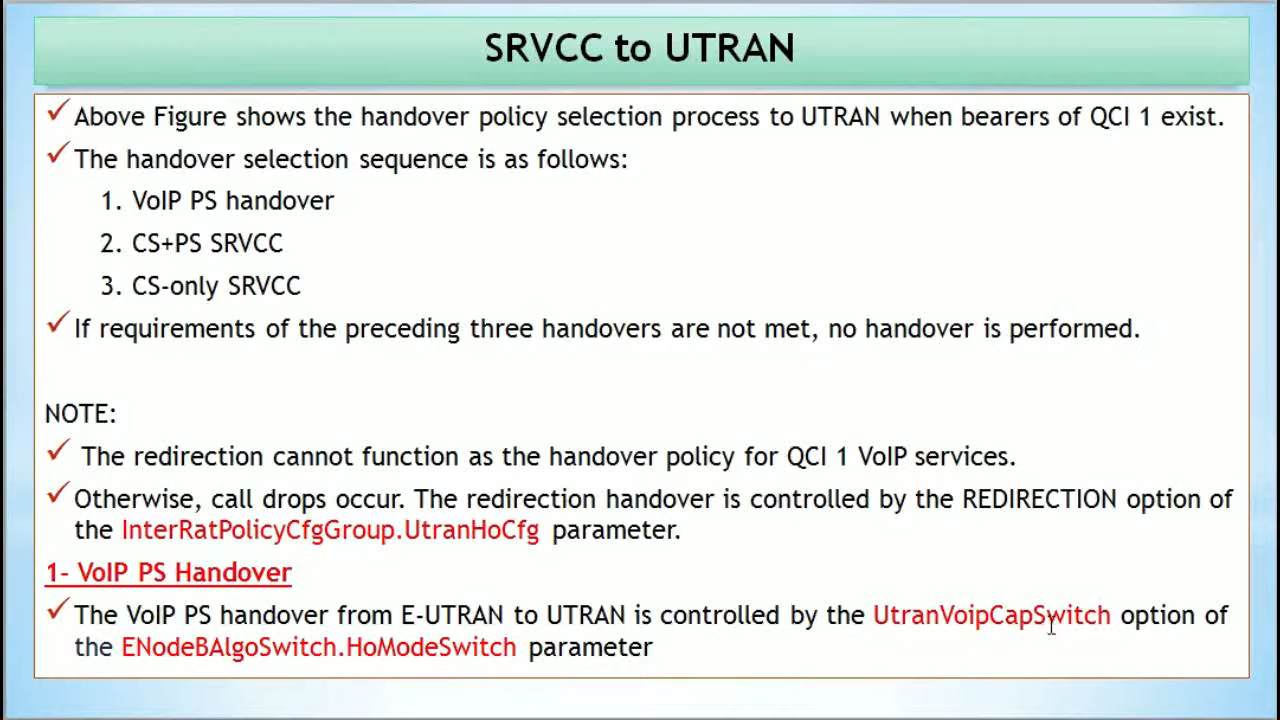 SRVCC to UTRAN
Above Figure shows the handover policy selection process to UTRAN when bearers of QCI 1 exist.
The handover selection sequence is as follows:
1. VoIP PS handover
2. CS+PS SRVCC
3. CS-only SRVCC
If requirements of the preceding three handovers are not met, no handover is performed.
NOTE:
The redirection cannot function as the handover policy for QCI 1 VoIP services.
Otherwise, call drops occur. The redirection handover is controlled by the REDIRECTION option of
the InterRatPolicyCfgGroup.UtranHoCfg parameter.
1- VoIP PS Handover
The VoIP PS handover from E-UTRAN to UTRAN is controlled by the UtranVoipCapSwitch option of
the ENodeBAlgoSwitch.HoModeSwitch parameter